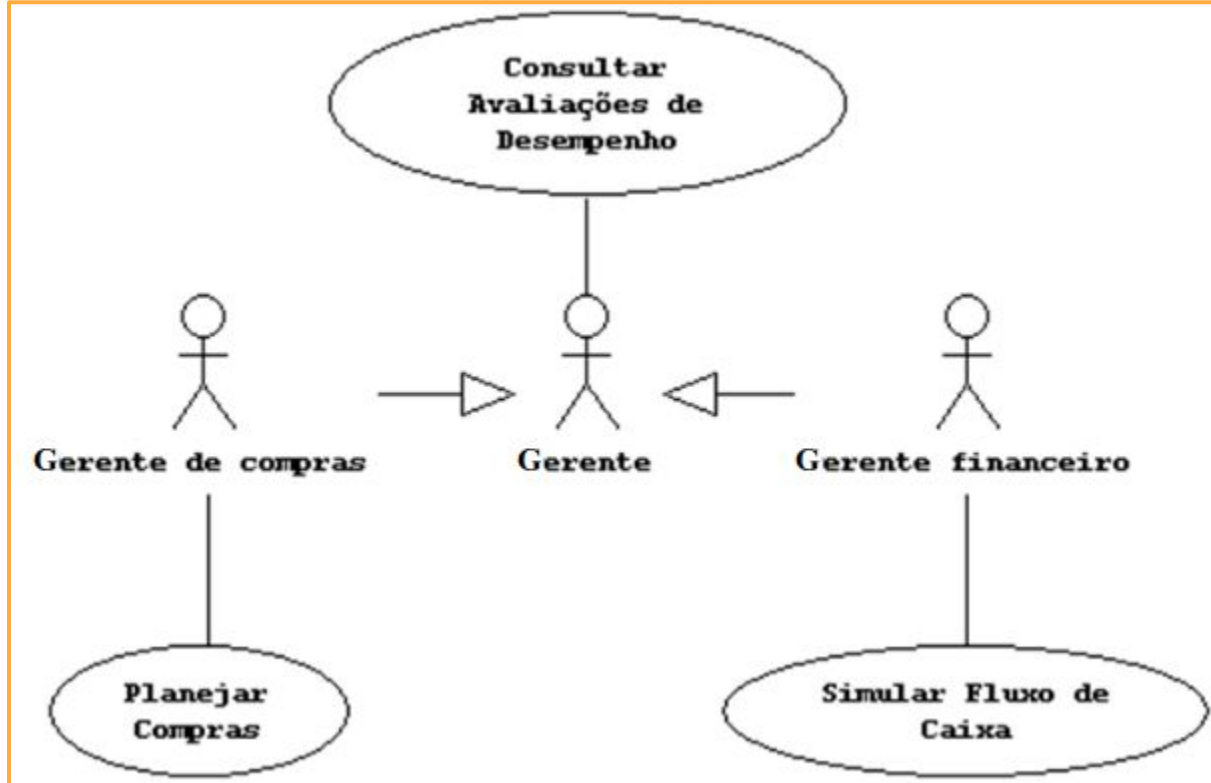 Consultar
Avaliações de
Desempenho
Gerente de compras
Gerente
Gerente financeiro
Planejar
Compras
Simular Fluxo de
Caixa